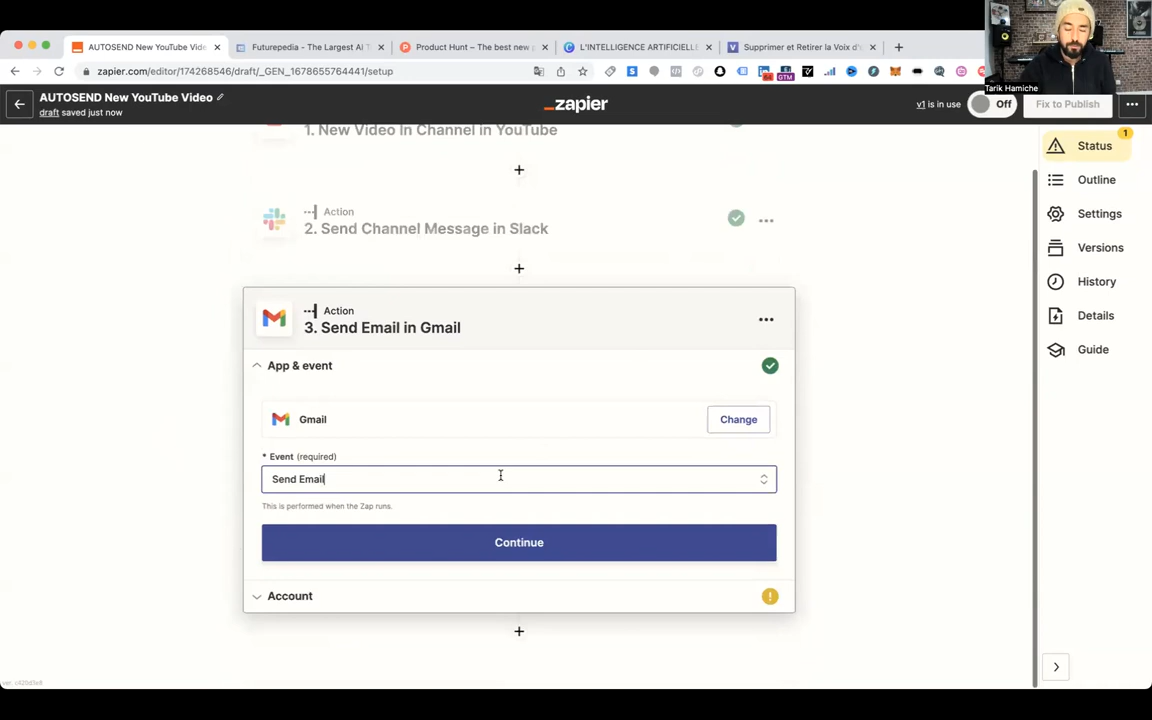 AUTOSEND New YouTube Video
Futurepedia - The Largest AI T
Product Hunt – The best new p
L'INTELLIGENCE ARTIFICIELLE
Supprimer et Retirer la Voix d'
zapier.com/editor/174268546/draft/_GEN_1678655764441/setup
Tarik Hamiche
AUTOSEND New YouTube Video
draft saved just now
zapier
v1 is in use
Off
Fix to Publish
1. New Video In Channel in YouTube
Action
2. Send Channel Message in Slack
Action
3. Send Email in Gmail
App & event
Gmail
Change
* Event (required)
Send Email
This is performed when the Zap runs.
Continue
Account
1
Status
Outline
Settings
Versions
History
Details
Guide